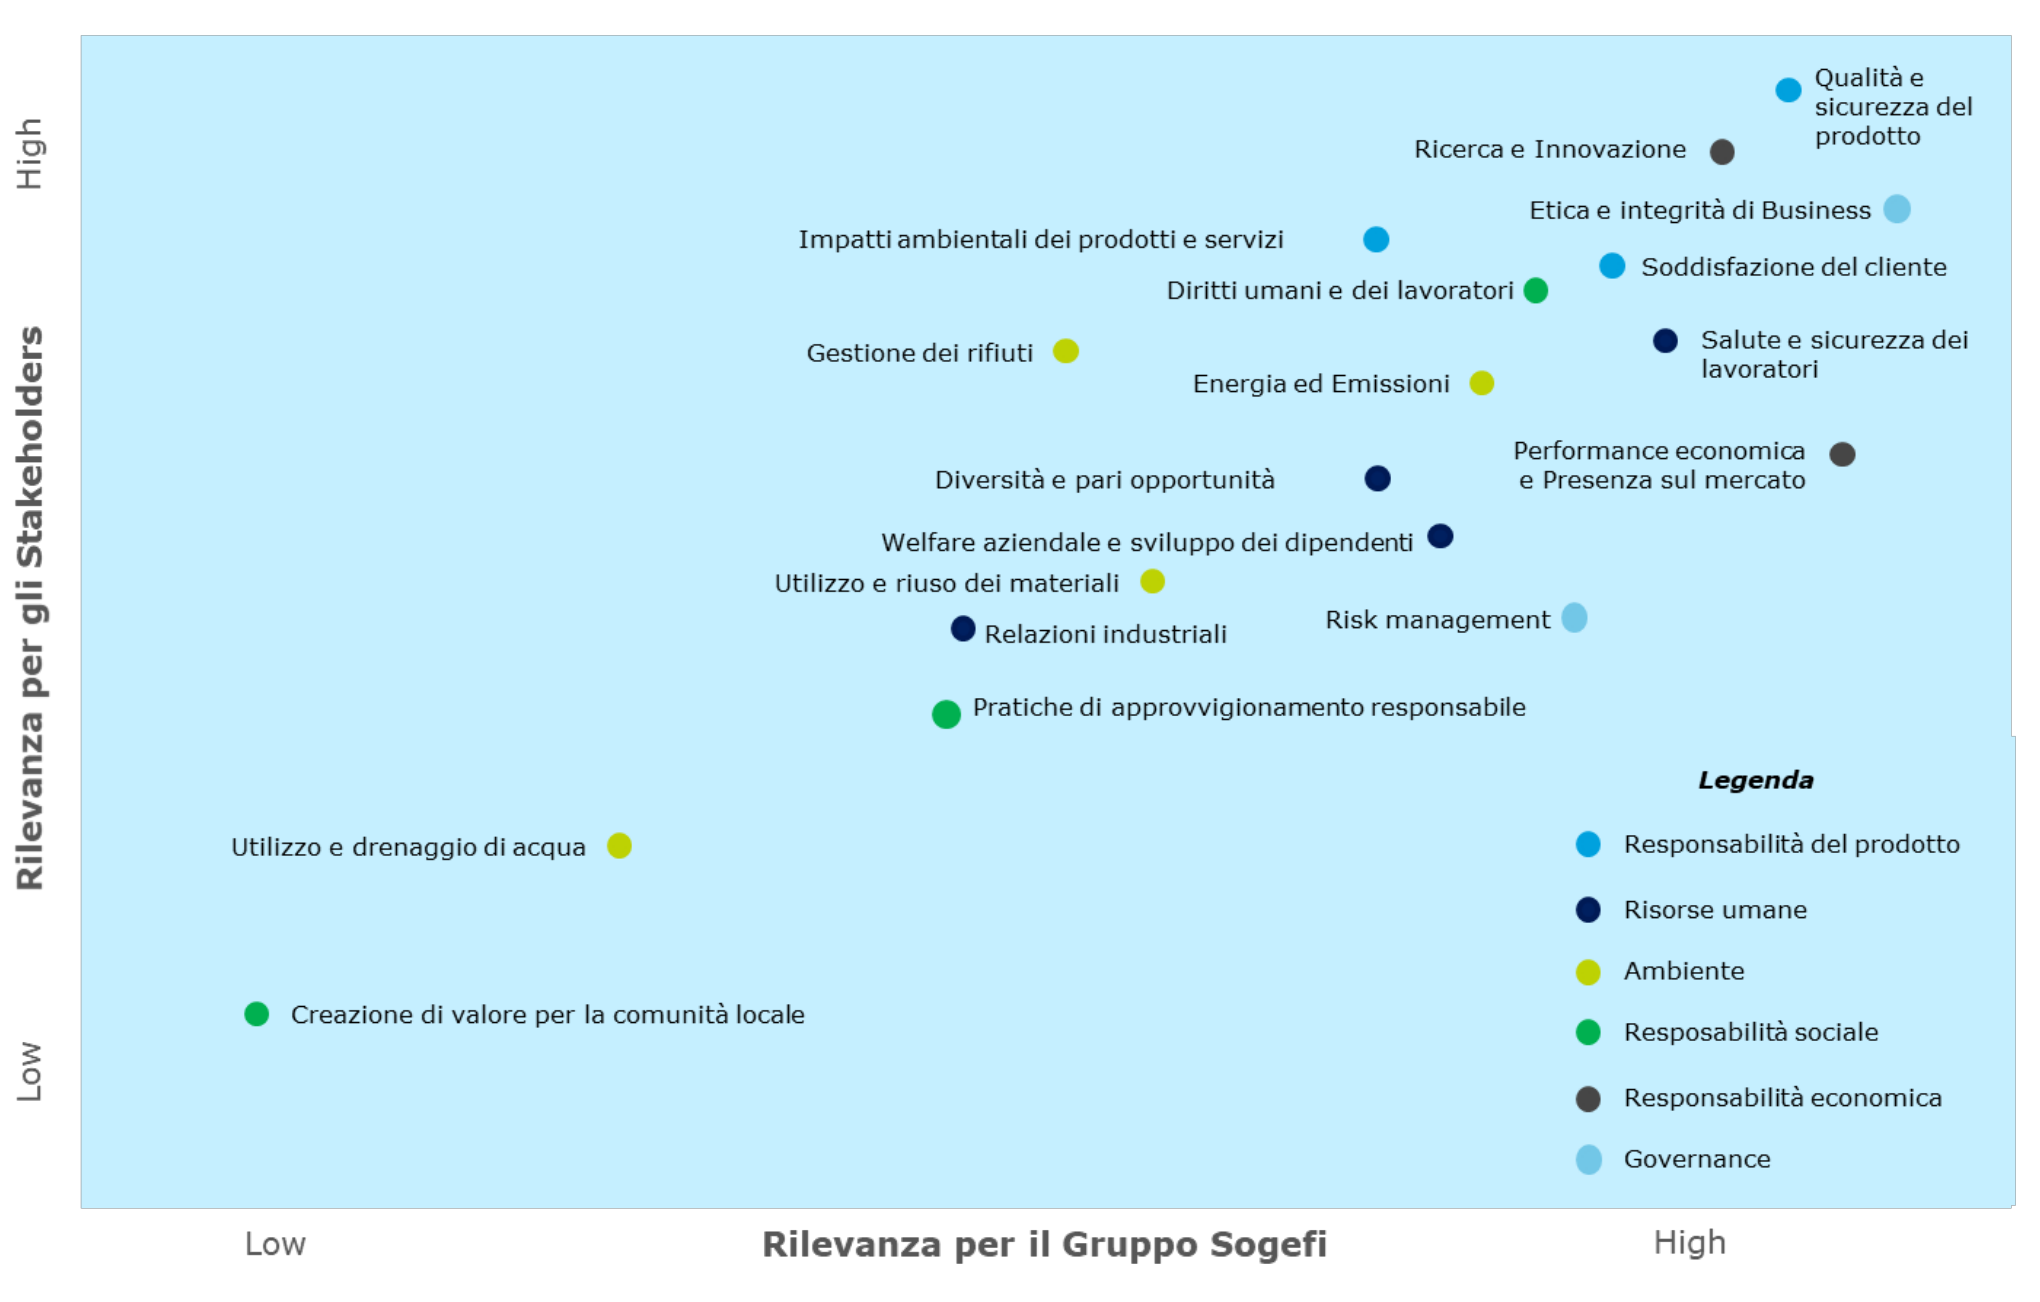 High
Rilevanza per gli Stakeholders
Low
Qualità e
sicurezza del
prodotto
Ricerca e Innovazione
Etica e integrità di Business
Impatti ambientali dei prodotti e servizi
Soddisfazione del cliente
Diritti umani e dei lavoratori
Salute e sicurezza dei
lavoratori
Gestione dei rifiuti
Energia ed Emissioni
Performance economica
e Presenza sul mercato
Diversità e pari opportunità
Welfare aziendale e sviluppo dei dipendenti
Utilizzo e riuso dei materiali
Risk management
Relazioni industriali
Pratiche di approvvigionamento responsabile
Utilizzo e drenaggio di acqua
Creazione di valore per la comunità locale
Legenda
Responsabilità del prodotto
Risorse umane
Ambiente
Resposabilità sociale
Responsabilità economica
Governance
Low
Rilevanza per il Gruppo Sogefi
High